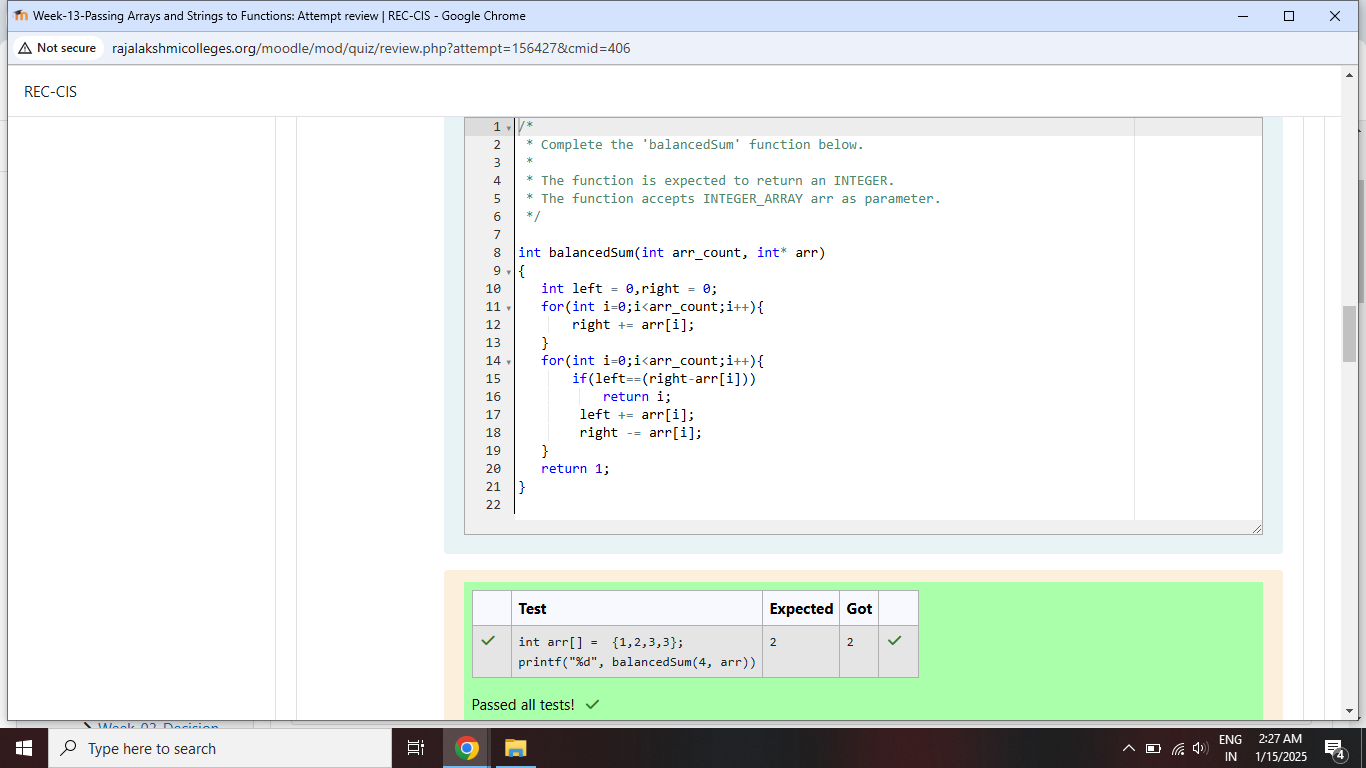 Week-13-Passing Arrays and Strings to Functions: Attempt review | REC-CIS - Google Chrome
Not secure rajalakshmicolleges.org/moodle/mod/quiz/review.php?attempt=156427&cmid=406
REC-CIS
1 /*
2 * Complete the 'balancedSum' function below.
3 *
4 * The function is expected to return an INTEGER.
5 * The function accepts INTEGER_ARRAY arr as parameter.
6 */
7
8 int balancedSum(int arr_count, int* arr)
9 {
10 int left = 0,right = 0;
11 for(int i=0;i<arr_count;i++){
12 right += arr[i];
13 }
14 for(int i=0;i<arr_count;i++){
15 if(left==(right-arr[i]))
16 return i;
17 left += arr[i];
18 right -= arr[i];
19 }
20 return 1;
21 }
22
Test Expected Got
int arr[] = {1,2,3,3}; 2 2
printf("%d", balancedSum(4, arr))
Passed all tests!
Week-02-Decision
Type here to search
ENG 2:27 AM
IN 1/15/2025 4